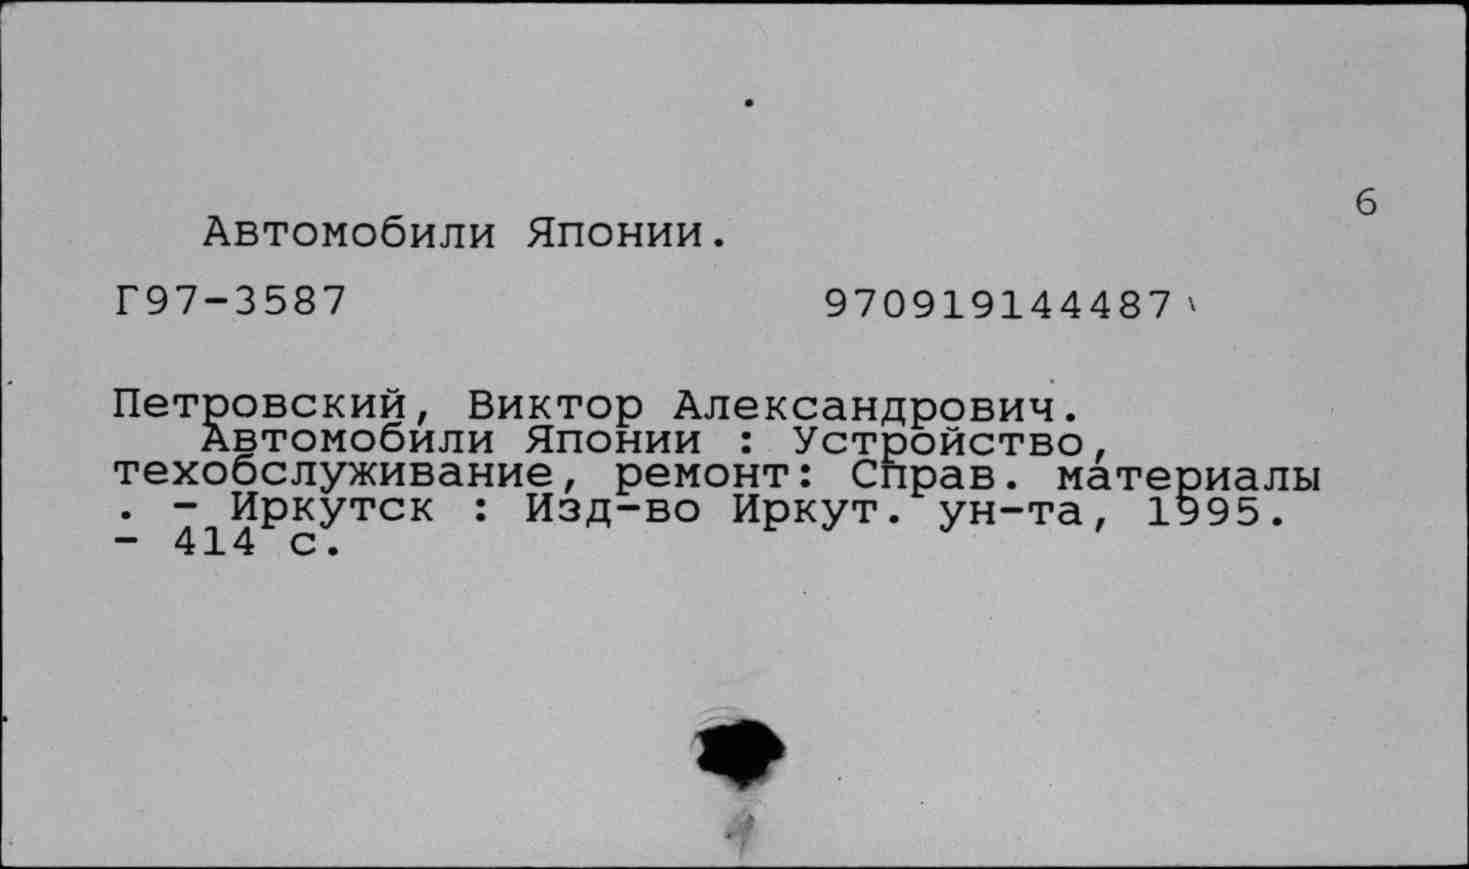 6
Автомобили Японии.
Г97-3587 970919144487
Петровский, Виктор Александрович.
Автомобили Японии : Устройство,
техобслуживание, ремонт: Справ. материалы
. - Иркутск : Изд-во Иркут. ун-та, 1995.
- 414 с.